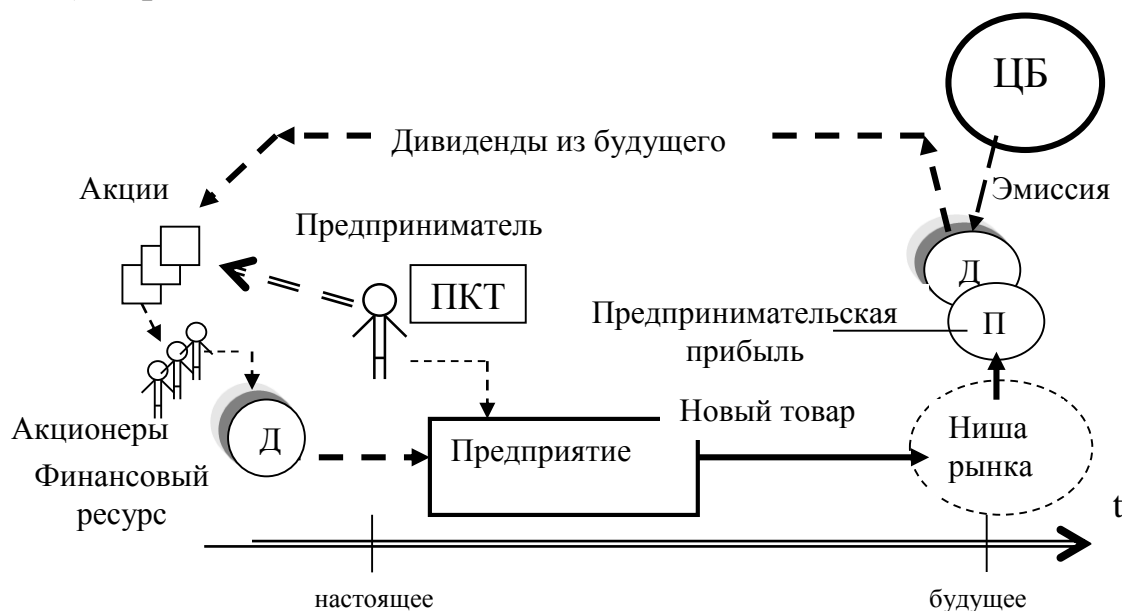 ЦБ
Дивиденды из будущего
Акции
Эмиссия
Предприниматель
ПКТ
Д
Предпринимательская
прибыль
П
Акционеры
Д
Новый товар
Предприятие
Ниша
рынка
Финансовый
ресурс
t
настоящее
будущее